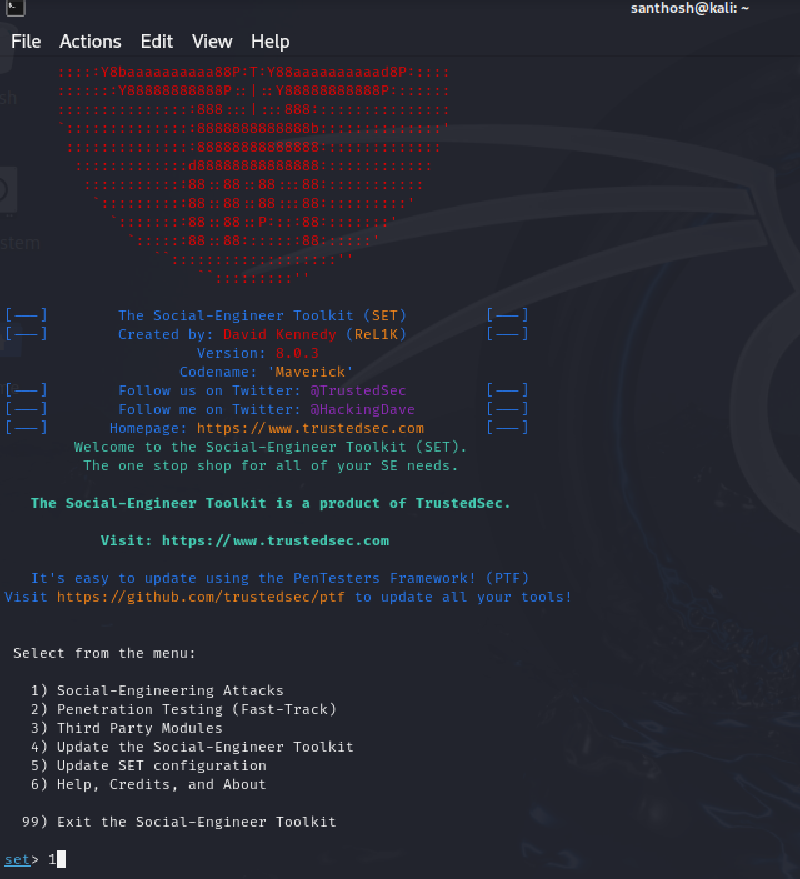 santhosh@kali: ~
File Actions Edit View Help
:::::Y8baaaaaaaaaa88P:T:Y88aaaaaaaaaad8P:::::
:::::::Y88888888888P::|::Y88888888888P:::::::
::::::::::::::::888:::|:::888::::::::::::::::
`:::::::::::::::8888888888888b::::::::::::::'
:::::::::::::::88888888888888::::::::::::::
:::::::::::::d88888888888888:::::::::::::
::::::::::::88::88::88:::88::::::::::::
`::::::::::88::88::88:::88::::::::::'
`::::::::88::88::P::::88::::::::'
`::::::88::88:::::::88::::::'
``:::::::::::::::::::''
``:::::::::''
[---] The Social-Engineer Toolkit (SET) [---]
[---] Created by: David Kennedy (ReL1K) [---]
Version: 8.0.3
Codename: 'Maverick'
[---] Follow us on Twitter: @TrustedSec [---]
[---] Follow me on Twitter: @HackingDave [---]
[---] Homepage: https://www.trustedsec.com [---]
Welcome to the Social-Engineer Toolkit (SET).
The one stop shop for all of your SE needs.
The Social-Engineer Toolkit is a product of TrustedSec.
Visit: https://www.trustedsec.com
It's easy to update using the PenTesters Framework! (PTF)
Visit https://github.com/trustedsec/ptf to update all your tools!
Select from the menu:
1) Social-Engineering Attacks
2) Penetration Testing (Fast-Track)
3) Third Party Modules
4) Update the Social-Engineer Toolkit
5) Update SET configuration
6) Help, Credits, and About
99) Exit the Social-Engineer Toolkit
set> 1